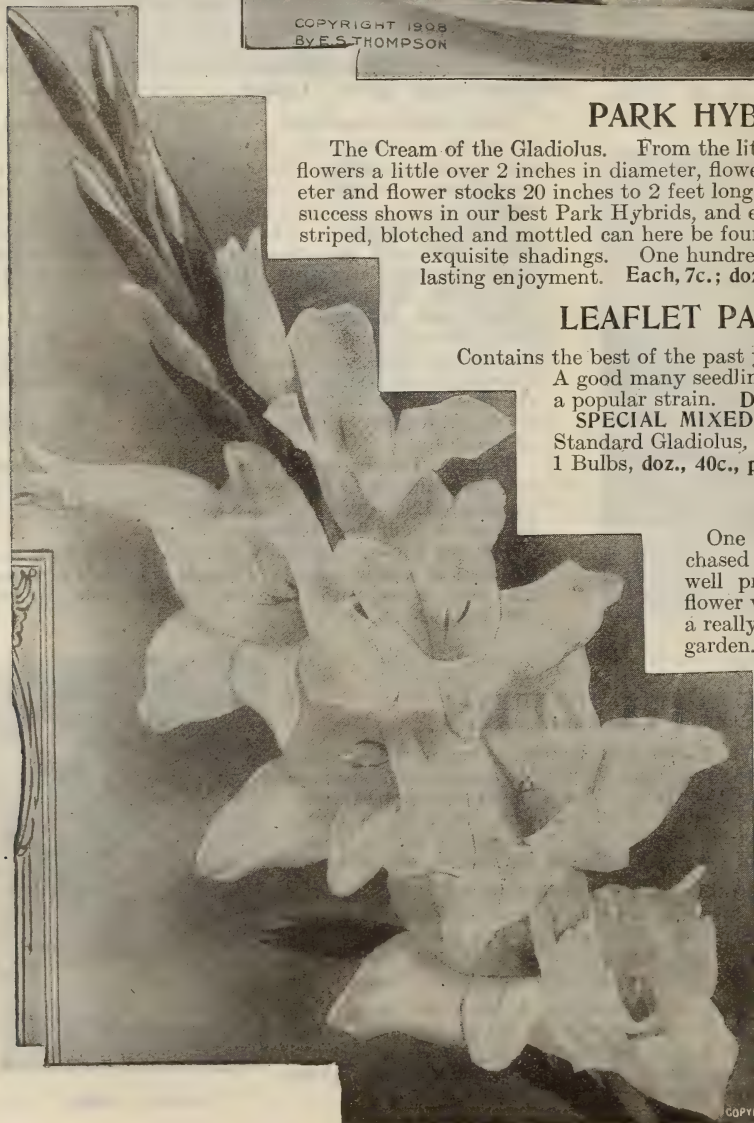 COPYRIGHT 1908
By E.S. THOMPSON
PARK HYB
The Cream of the Gladiolus. From the lit
flowers a little over 2 inches in diameter, flowe
eter and flower stocks 20 inches to 2 feet long
success shows in our best Park Hybrids, and e
striped, blotched and mottled can here be four
exquisite shadings. One hundre
lasting enjoyment. Each, 7c.; doz
LEAFLET PA
Contains the best of the past
A good many seedlin
a popular strain. D
SPECIAL MIXED
Standard Gladiolus,
1 Bulbs, doz., 40c., p
One
chased
well pr
flower v
a really
garden.
COPYR